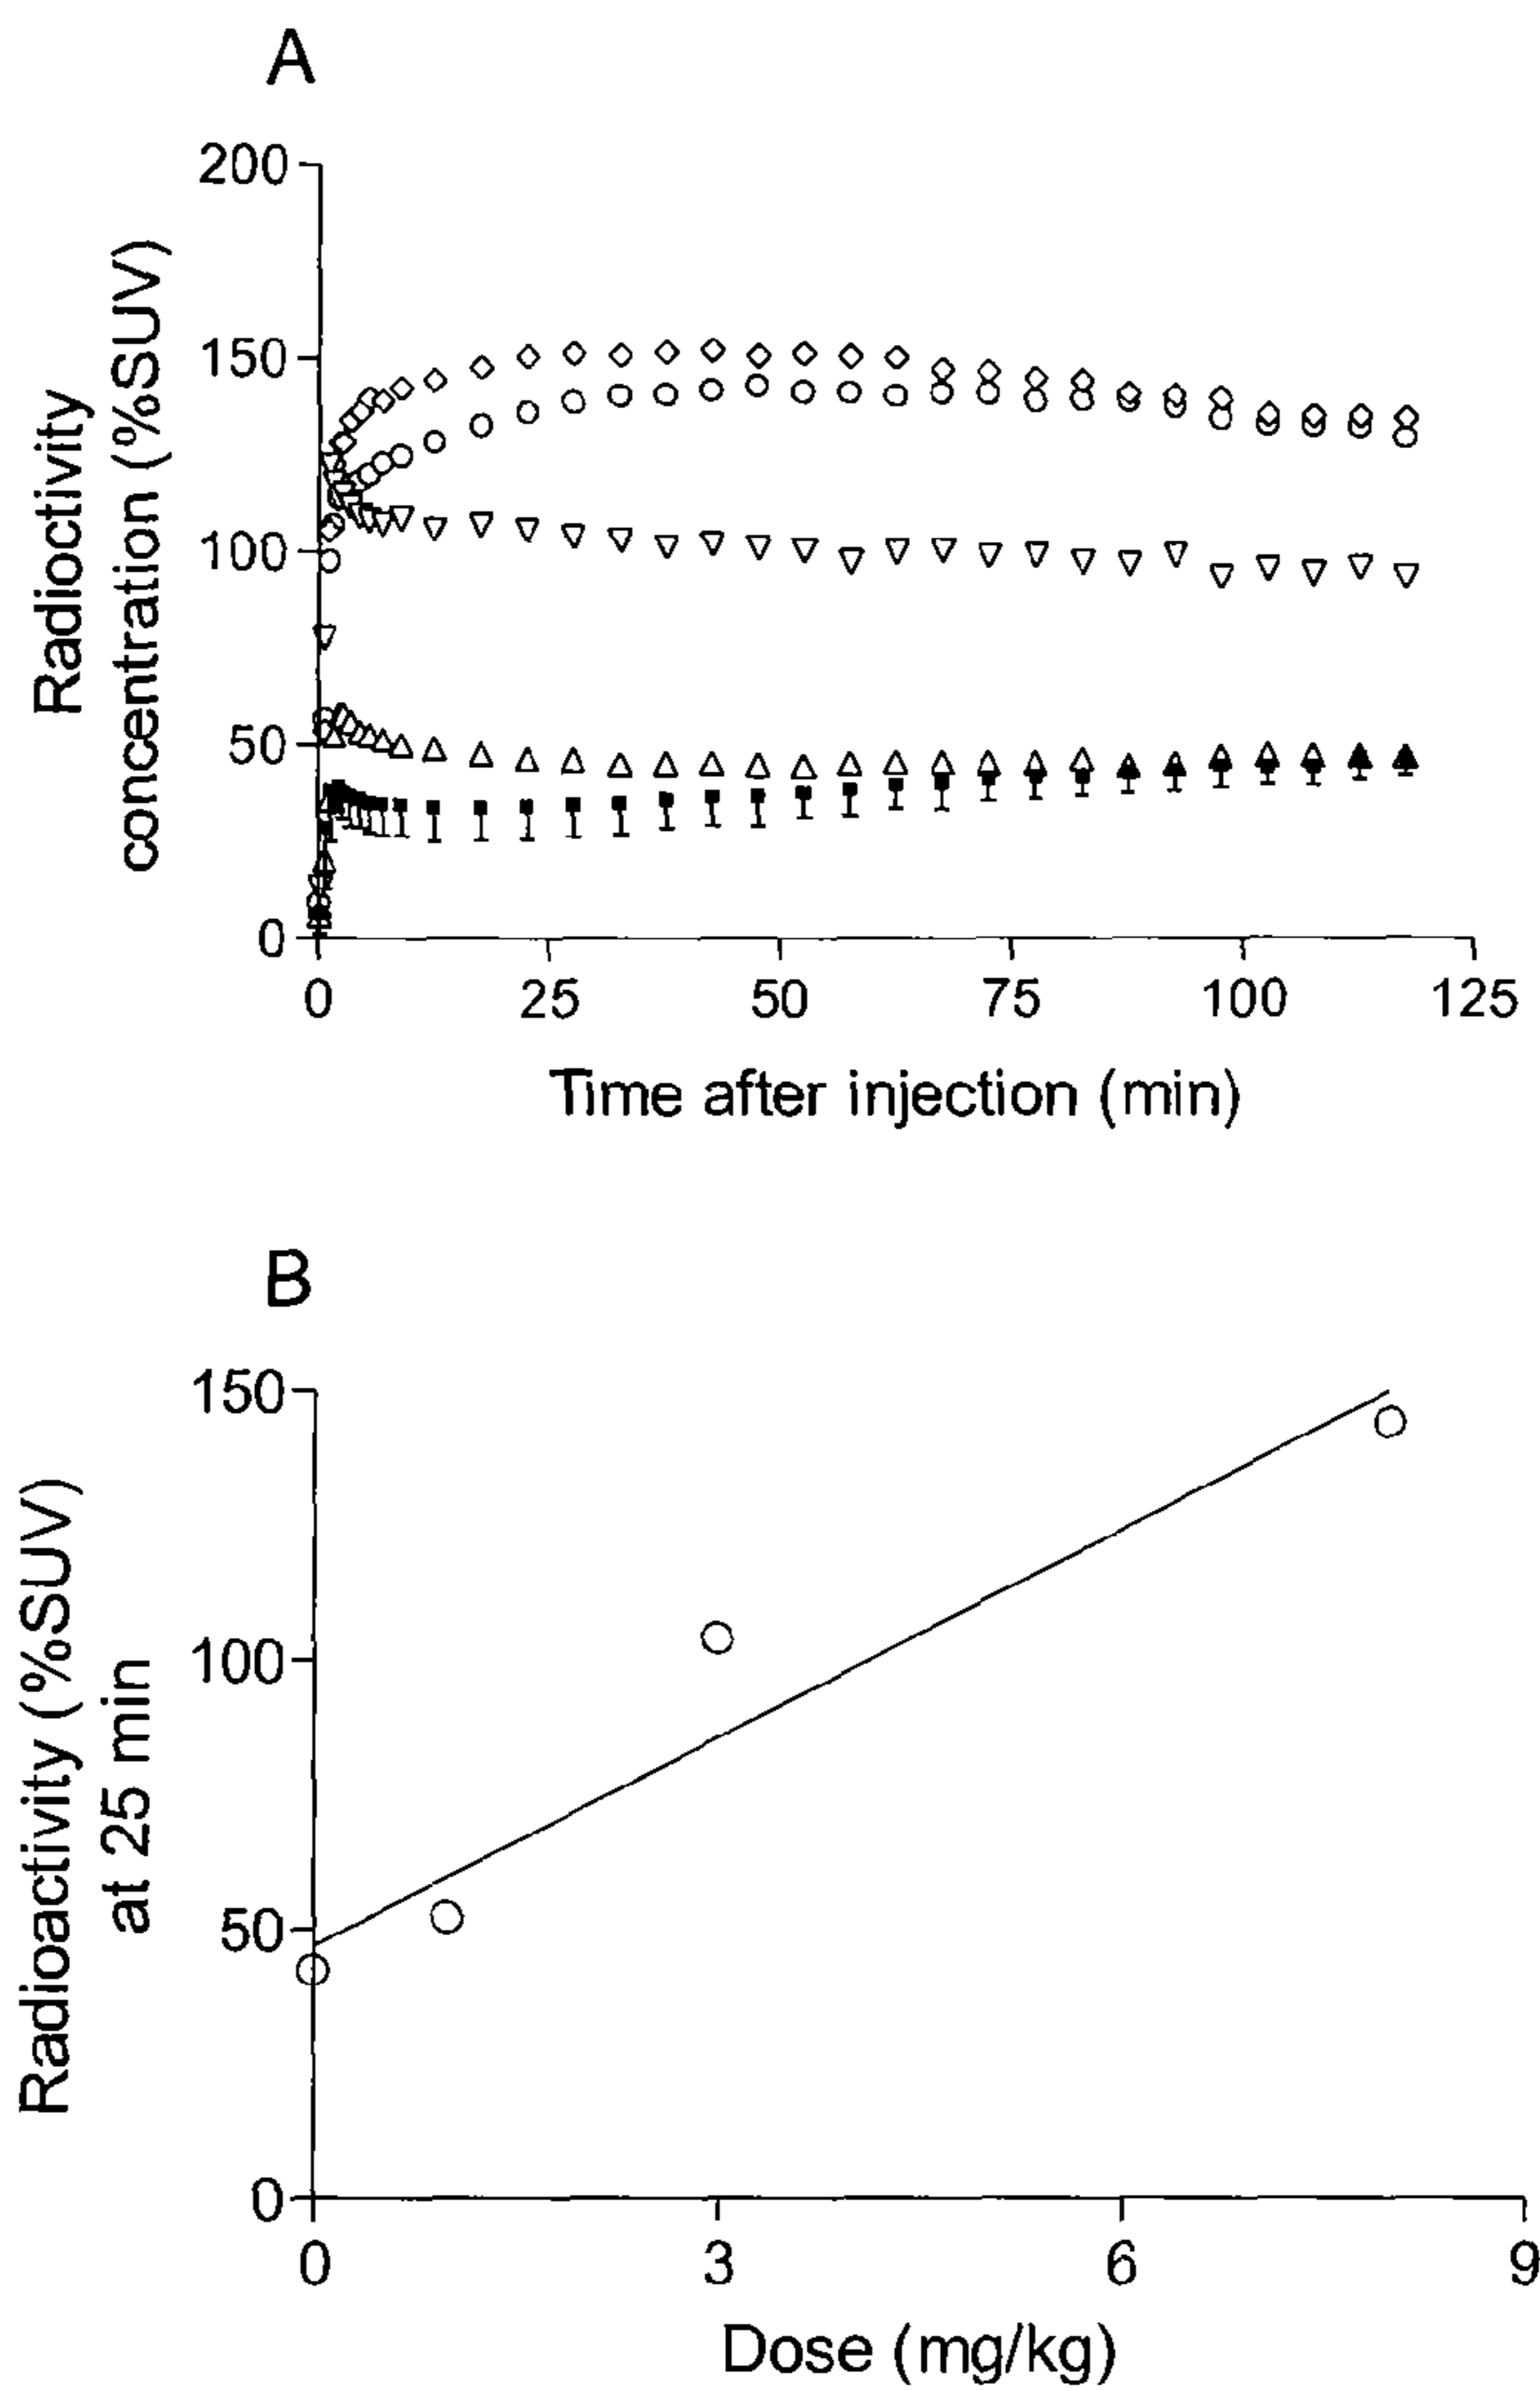 A
200
150
100
50
0
Radioctivity
concentration (%SUV)
0 25 50 75 100 125
Time after injection (min)
B
150
100
50
0
Radioactivity (%SUV)
at 25 min
0 3 6 9
Dose (mg/kg)